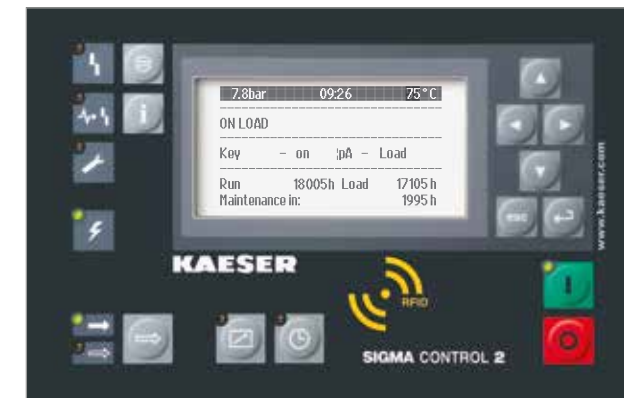 7.8bar 09:26 75°C
ON LOAD
Key - on ¦pA - Load
Run 18005h Load 17105 h
Maintenance in: 1995 h
esc
www.kaeser.com
KAESER
RFID
I
O
SIGMA CONTROL 2